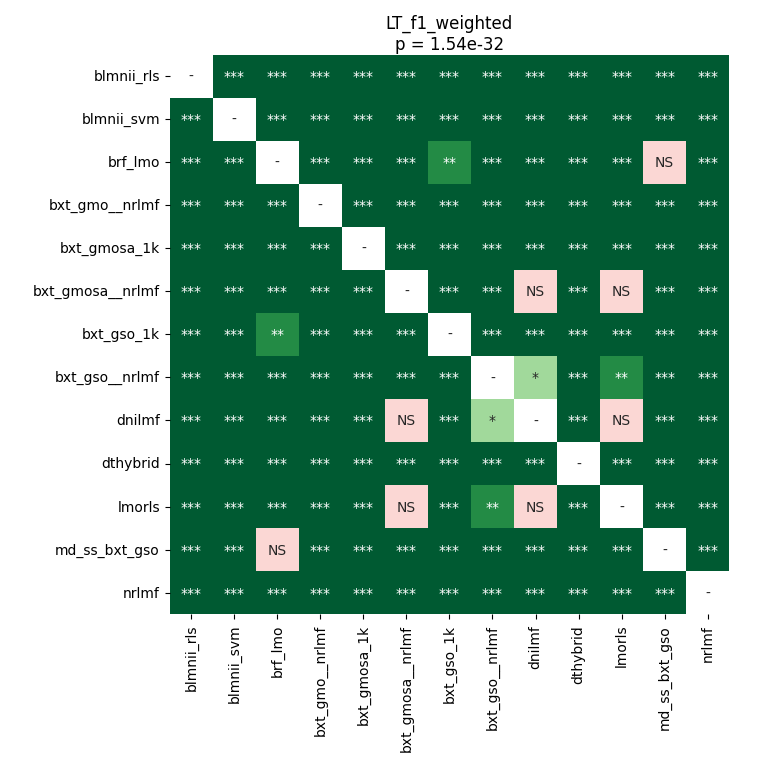 LT_f1_weighted
p = 1.54e-32
blmnii_rls - *** *** *** *** *** *** *** *** *** *** *** ***
blmnii_svm *** - *** *** *** *** *** *** *** *** *** *** ***
brf_lmo *** *** - *** *** *** ** *** *** *** *** NS ***
bxt_gmo__nrlmf *** *** *** - *** *** *** *** *** *** *** *** ***
bxt_gmosa_1k *** *** *** *** - *** *** *** *** *** *** *** ***
bxt_gmosa__nrlmf *** *** *** *** *** - *** *** NS *** NS *** ***
bxt_gso_1k *** *** ** *** *** *** - *** *** *** *** *** ***
bxt_gso__nrlmf *** *** *** *** *** *** *** - * *** ** *** ***
dnilmf *** *** *** *** *** NS *** * - *** NS *** ***
dthybrid *** *** *** *** *** *** *** *** *** - *** *** ***
lmorls *** *** *** *** *** NS *** ** NS *** - *** ***
md_ss_bxt_gso *** *** NS *** *** *** *** *** *** *** *** - ***
nrlmf *** *** *** *** *** *** *** *** *** *** *** *** -
blmnii_rls
blmnii_svm
brf_lmo
bxt_gmo__nrlmf
bxt_gmosa_1k
bxt_gmosa__nrlmf
bxt_gso_1k
bxt_gso__nrlmf
dnilmf
dthybrid
lmorls
md_ss_bxt_gso
nrlmf